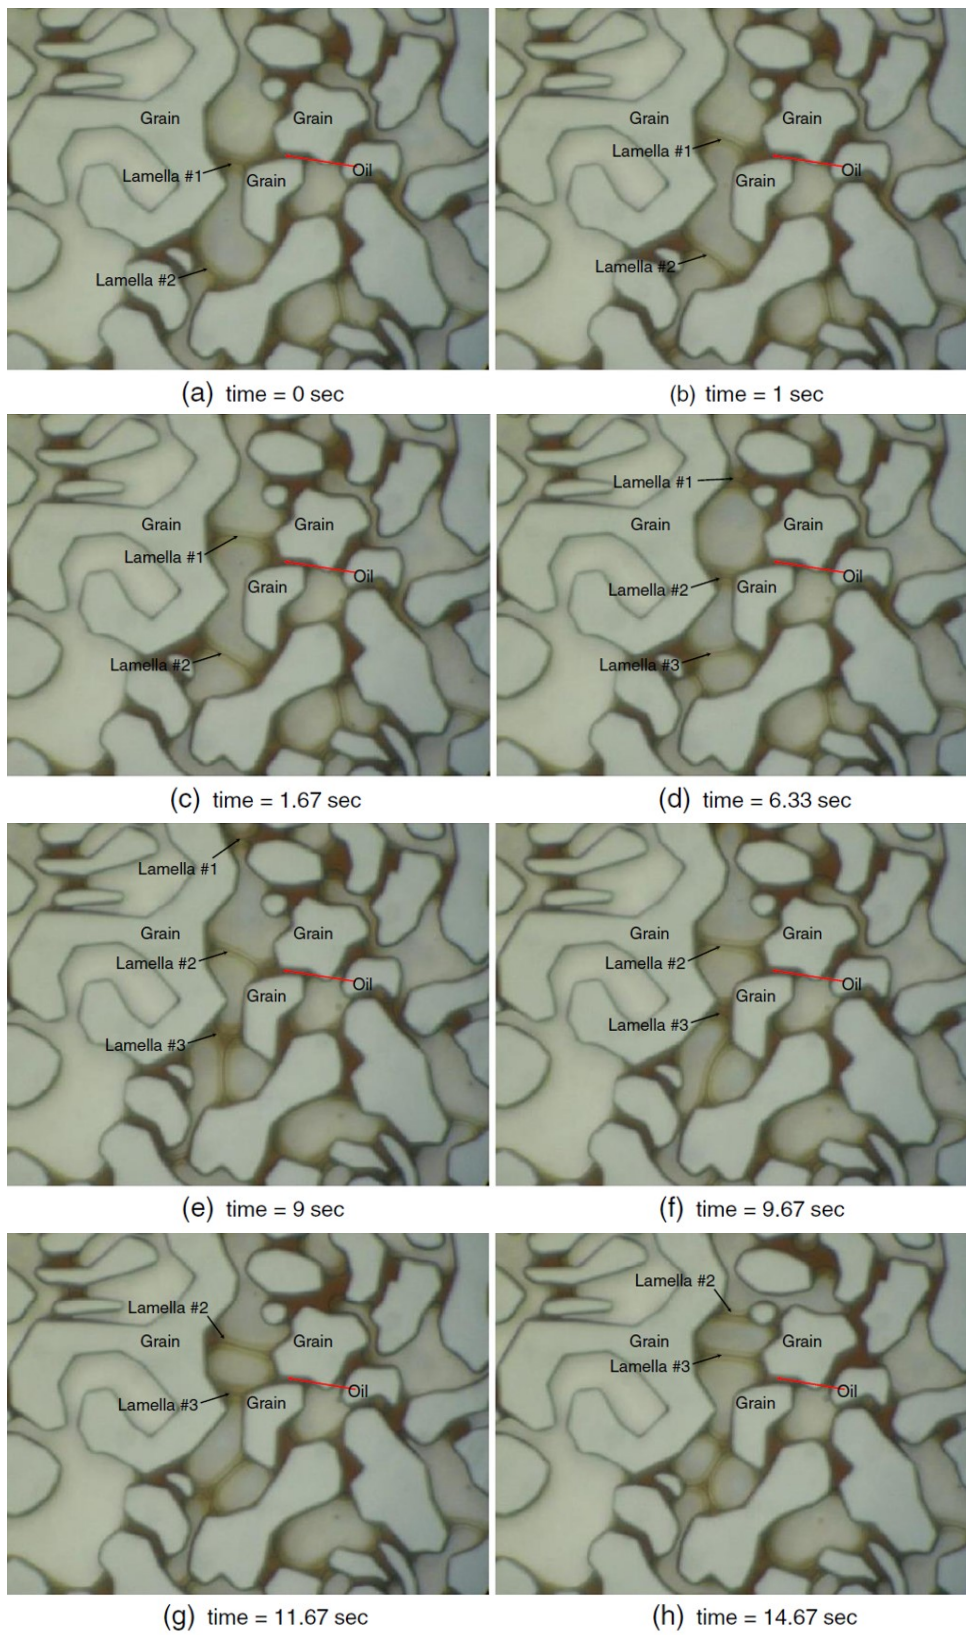 Grain
Grain
Lamella #1
Oil
Grain
Lamella #2
(a) time = 0 sec
Grain
Grain
Lamella #1
Oil
Grain
Lamella #2
(b) time = 1 sec
Grain
Grain
Lamella #1
Oil
Grain
Lamella #2
(c) time = 1.67 sec
Lamella #1
Grain
Grain
Oil
Lamella #2
Grain
Lamella #3
(d) time = 6.33 sec
Lamella #1
Grain
Grain
Lamella #2
Oil
Grain
Lamella #3
(e) time = 9 sec
Grain
Grain
Lamella #2
Oil
Grain
Lamella #3
(f) time = 9.67 sec
Lamella #2
Grain
Grain
Oil
Lamella #3
Grain
(g) time = 11.67 sec
Lamella #2
Grain
Grain
Lamella #3
Oil
Grain
(h) time = 14.67 sec